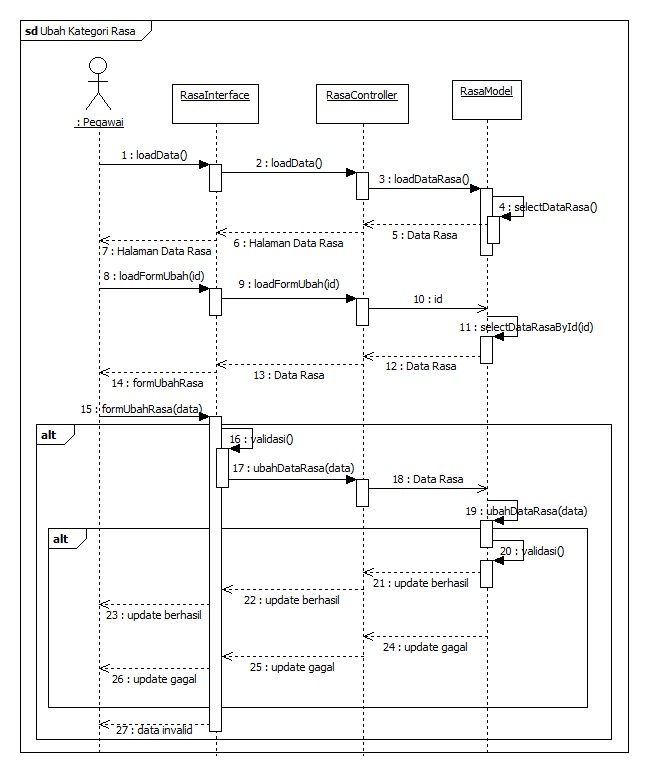 sd Ubah Kategori Rasa
: Pegawai
RasaInterface
RasaController
RasaModel
1 : loadData()
2 : loadData()
3 : loadDataRasa()
4 : selectDataRasa()
5 : Data Rasa
6 : Halaman Data Rasa
7 : Halaman Data Rasa
8 : loadFormUbah(id)
9 : loadFormUbah(id)
10 : id
11 : selectDataRasaById(id)
12 : Data Rasa
13 : Data Rasa
14 : formUbahRasa
15 : formUbahRasa(data)
alt
16 : validasi()
17 : ubahDataRasa(data)
18 : Data Rasa
19 : ubahDataRasa(data)
alt
20 : validasi()
21 : update berhasil
22 : update berhasil
23 : update berhasil
24 : update gagal
25 : update gagal
26 : update gagal
27 : data invalid